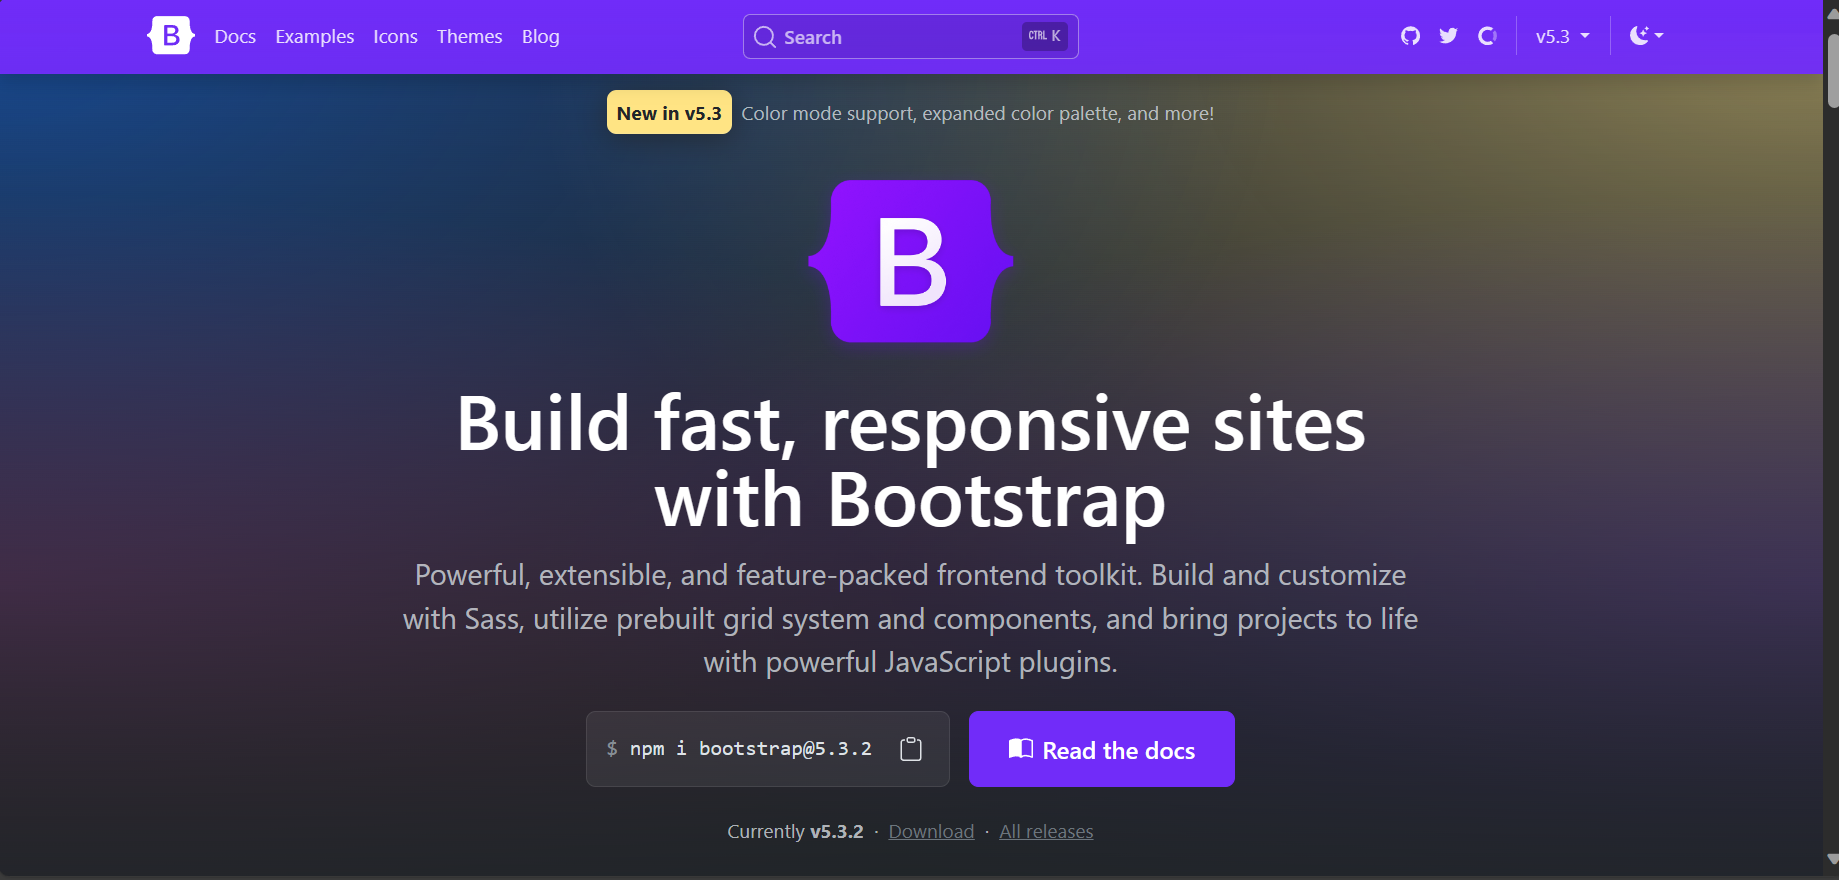 B Docs Examples Icons Themes Blog Search CTRL K v5.3
New in v5.3 Color mode support, expanded color palette, and more!
B
Build fast, responsive sites
with Bootstrap
Powerful, extensible, and feature-packed frontend toolkit. Build and customize
with Sass, utilize prebuilt grid system and components, and bring projects to life
with powerful JavaScript plugins.
$ npm i bootstrap@5.3.2 Read the docs
Currently v5.3.2 · Download · All releases